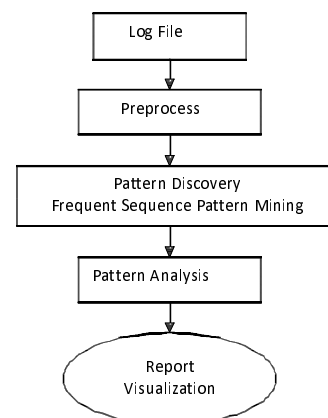 Log File
Preprocess
Pattern Discovery
Frequent Sequence Pattern Mining
Pattern Analysis
Report
Visualization